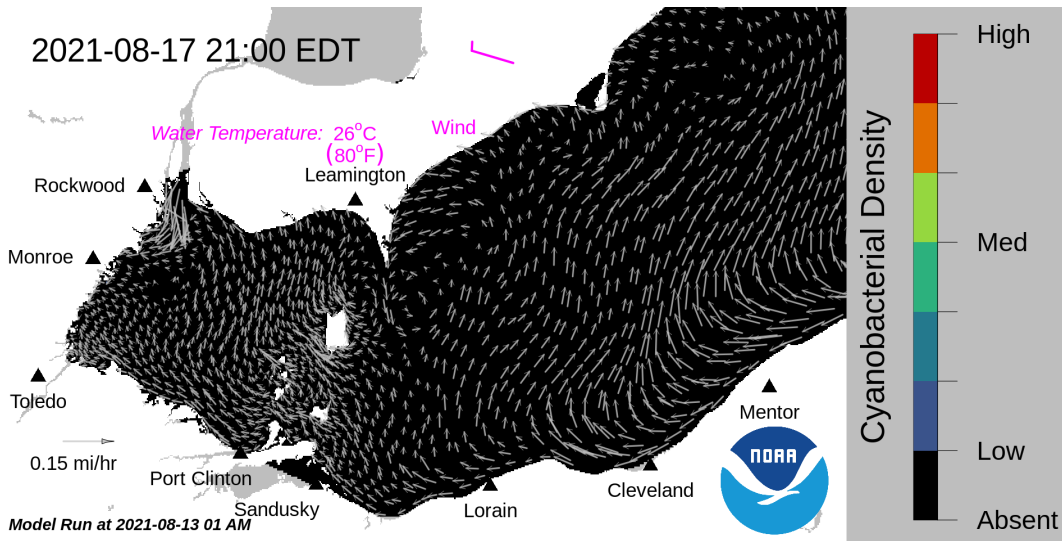 2021-08-17 21:00 EDT
Water Temperature: 26°C
(80°F)
Wind
Leamington
Rockwood
Monroe
Toledo
0.15 mi/hr
Port Clinton
Sandusky
Lorain
Cleveland
Mentor
NOAA
Model Run at 2021-08-13 01 AM
Cyanobacterial Density
High
Med
Low
Absent